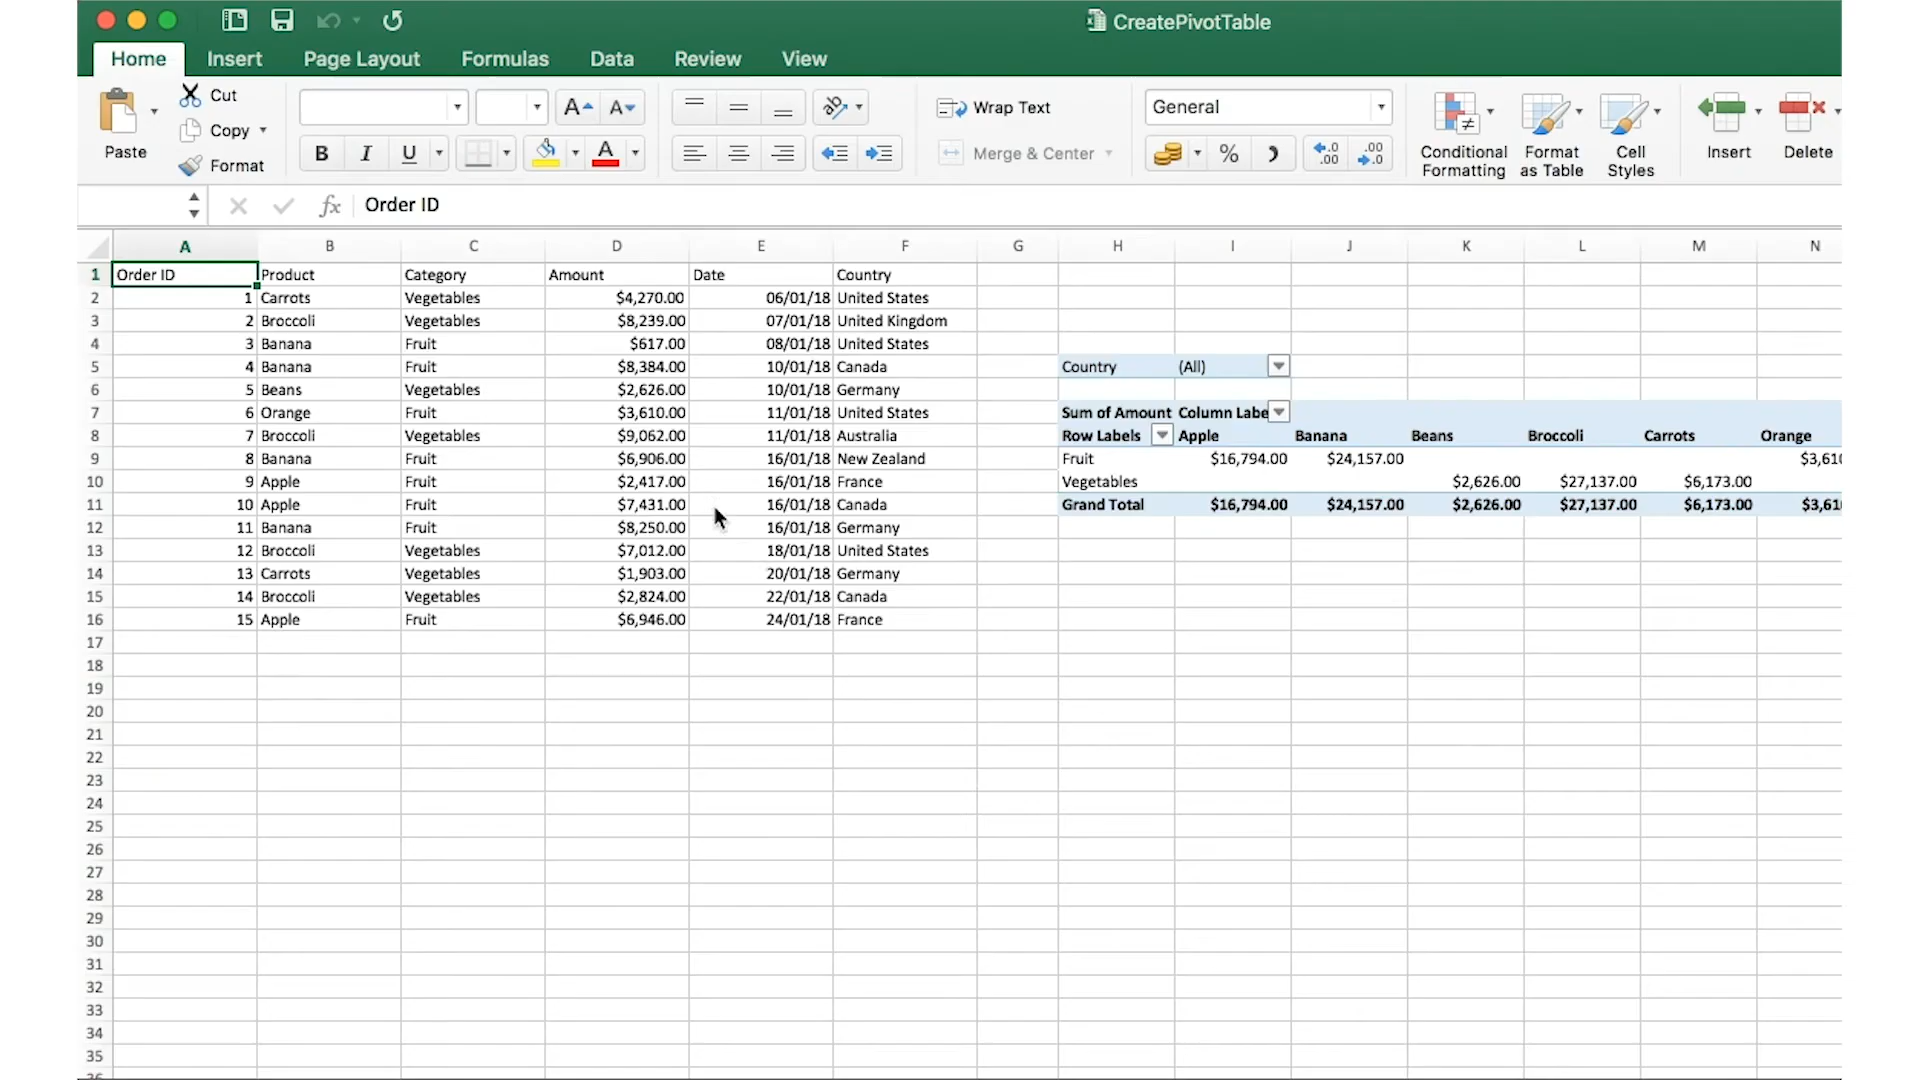 CreatePivotTable
Home Insert Page Layout Formulas Data Review View
Paste
Cut
Copy
Format
A A
B I U A
Wrap Text
Merge & Center
General
%
Conditional Formatting
Format as Table
Cell Styles
Insert
Delete
fx Order ID
A B C D E F G H I J K L M N
1 Order ID Product Category Amount Date Country
2 1 Carrots Vegetables $4,270.00 06/01/18 United States
3 2 Broccoli Vegetables $8,239.00 07/01/18 United Kingdom
4 3 Banana Fruit $617.00 08/01/18 United States
5 4 Banana Fruit $8,384.00 10/01/18 Canada Country (All)
6 5 Beans Vegetables $2,626.00 10/01/18 Germany
7 6 Orange Fruit $3,610.00 11/01/18 United States Sum of Amount Column Labe
8 7 Broccoli Vegetables $9,062.00 11/01/18 Australia Row Labels Apple Banana Beans Broccoli Carrots Orange
9 8 Banana Fruit $6,906.00 16/01/18 New Zealand Fruit $16,794.00 $24,157.00 $3,610
10 9 Apple Fruit $2,417.00 16/01/18 France Vegetables $2,626.00 $27,137.00 $6,173.00
11 10 Apple Fruit $7,431.00 16/01/18 Canada Grand Total $16,794.00 $24,157.00 $2,626.00 $27,137.00 $6,173.00 $3,61
12 11 Banana Fruit $8,250.00 16/01/18 Germany
13 12 Broccoli Vegetables $7,012.00 18/01/18 United States
14 13 Carrots Vegetables $1,903.00 20/01/18 Germany
15 14 Broccoli Vegetables $2,824.00 22/01/18 Canada
16 15 Apple Fruit $6,946.00 24/01/18 France
17
18
19
20
21
22
23
24
25
26
27
28
29
30
31
32
33
34
35